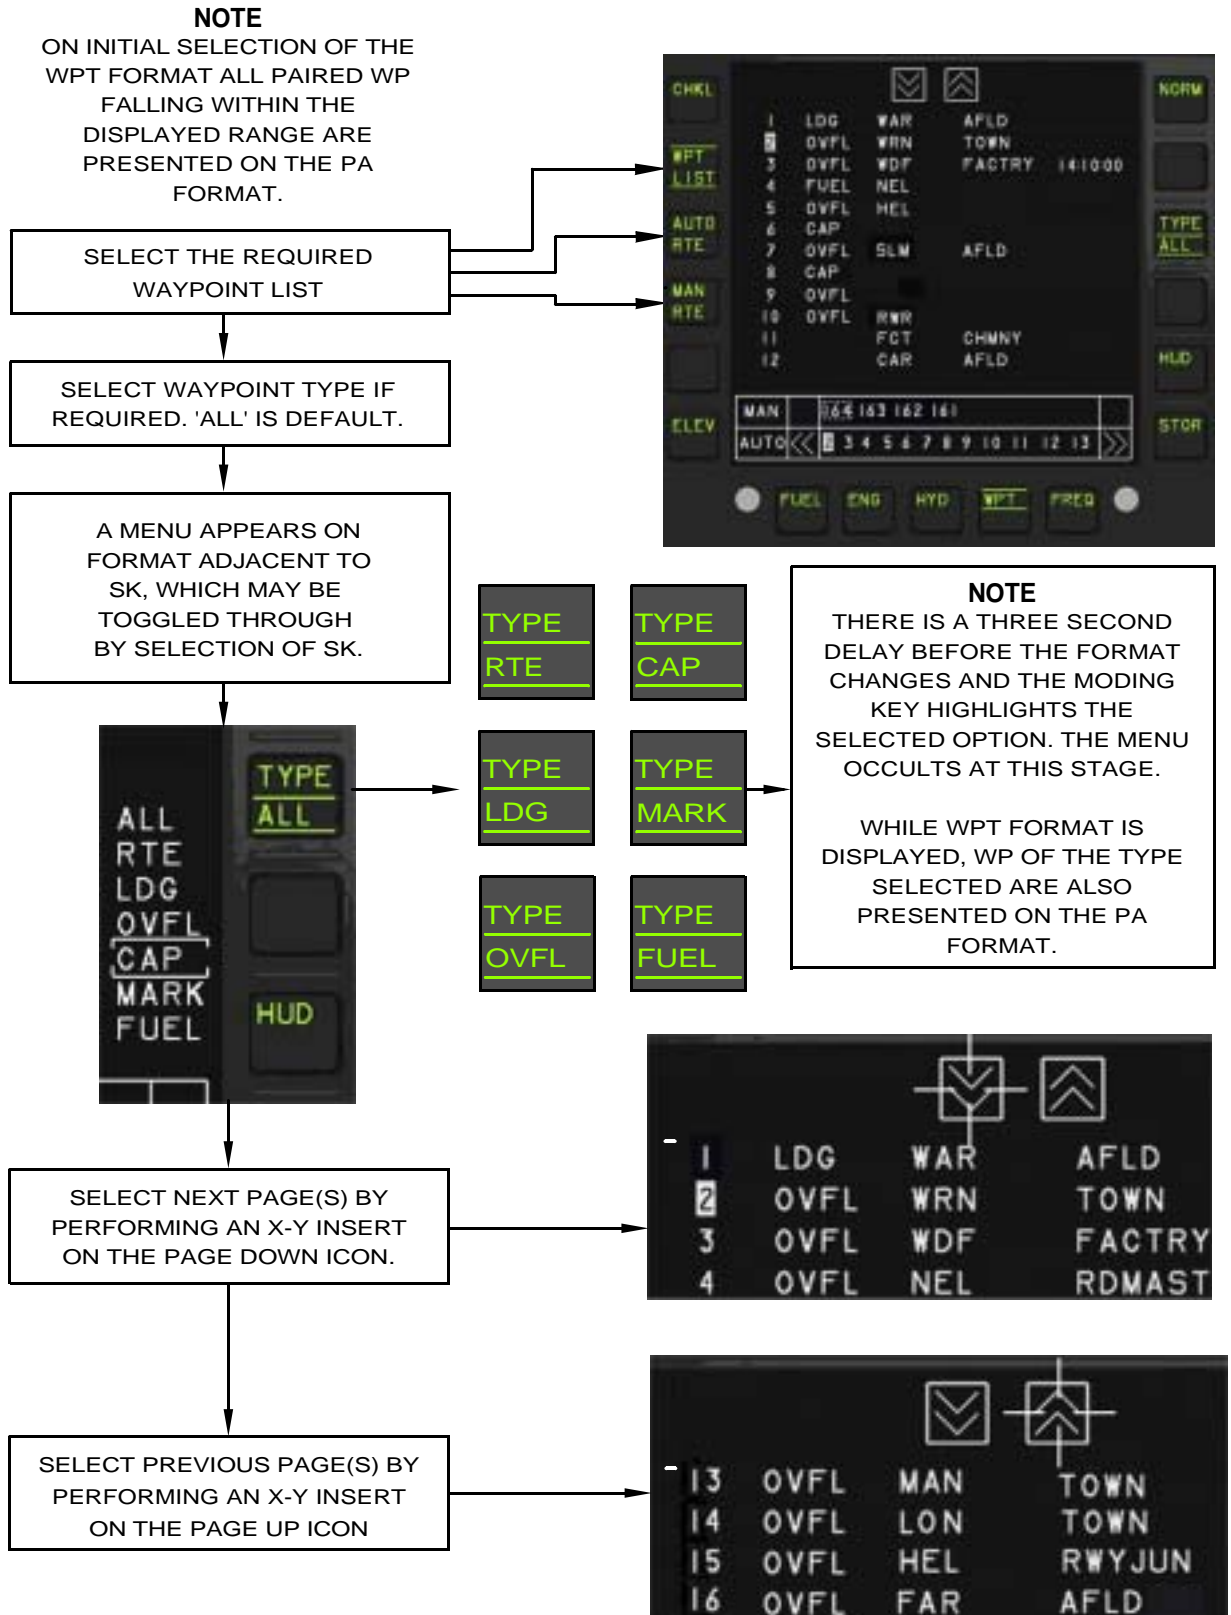 NOTE
ON INITIAL SELECTION OF THE
WPT FORMAT ALL PAIRED WP
FALLING WITHIN THE
DISPLAYED RANGE ARE
PRESENTED ON THE PA
FORMAT.
SELECT THE REQUIRED
WAYPOINT LIST
SELECT WAYPOINT TYPE IF
REQUIRED. 'ALL' IS DEFAULT.
A MENU APPEARS ON
FORMAT ADJACENT TO
SK, WHICH MAY BE
TOGGLED THROUGH
BY SELECTION OF SK.
CHKL
WPT
LIST
AUTO
RTE
MAN
RTE
ELEV
1 LDG WAR AFLD
2 OVFL WRN TOWN
3 OVFL WDF FACTRY 14:10:00
4 FUEL NEL
5 OVFL HEL
6 CAP
7 OVFL SLM AFLD
8 CAP
9 OVFL
10 OVFL RWR
11 FCT CHMNY
12 CAR AFLD
MAN 164 163 162 161
AUTO 2 3 4 5 6 7 8 9 10 11 12 13
NORM
TYPE
ALL
HUD
STOR
FUEL ENG HYD WPT FREQ
TYPE
RTE
TYPE
CAP
TYPE
LDG
TYPE
MARK
TYPE
OVFL
TYPE
FUEL
NOTE
THERE IS A THREE SECOND
DELAY BEFORE THE FORMAT
CHANGES AND THE MODING
KEY HIGHLIGHTS THE
SELECTED OPTION. THE MENU
OCCULTS AT THIS STAGE.
WHILE WPT FORMAT IS
DISPLAYED, WP OF THE TYPE
SELECTED ARE ALSO
PRESENTED ON THE PA
FORMAT.
ALL
RTE
LDG
OVFL
CAP
MARK
FUEL
TYPE
ALL
HUD
SELECT NEXT PAGE(S) BY
PERFORMING AN X-Y INSERT
ON THE PAGE DOWN ICON.
1 LDG WAR AFLD
2 OVFL WRN TOWN
3 OVFL WDF FACTRY
4 OVFL NEL RDMAST
SELECT PREVIOUS PAGE(S) BY
PERFORMING AN X-Y INSERT
ON THE PAGE UP ICON
13 OVFL MAN TOWN
14 OVFL LON TOWN
15 OVFL HEL RWYJUN
16 OVFL FAR AFLD